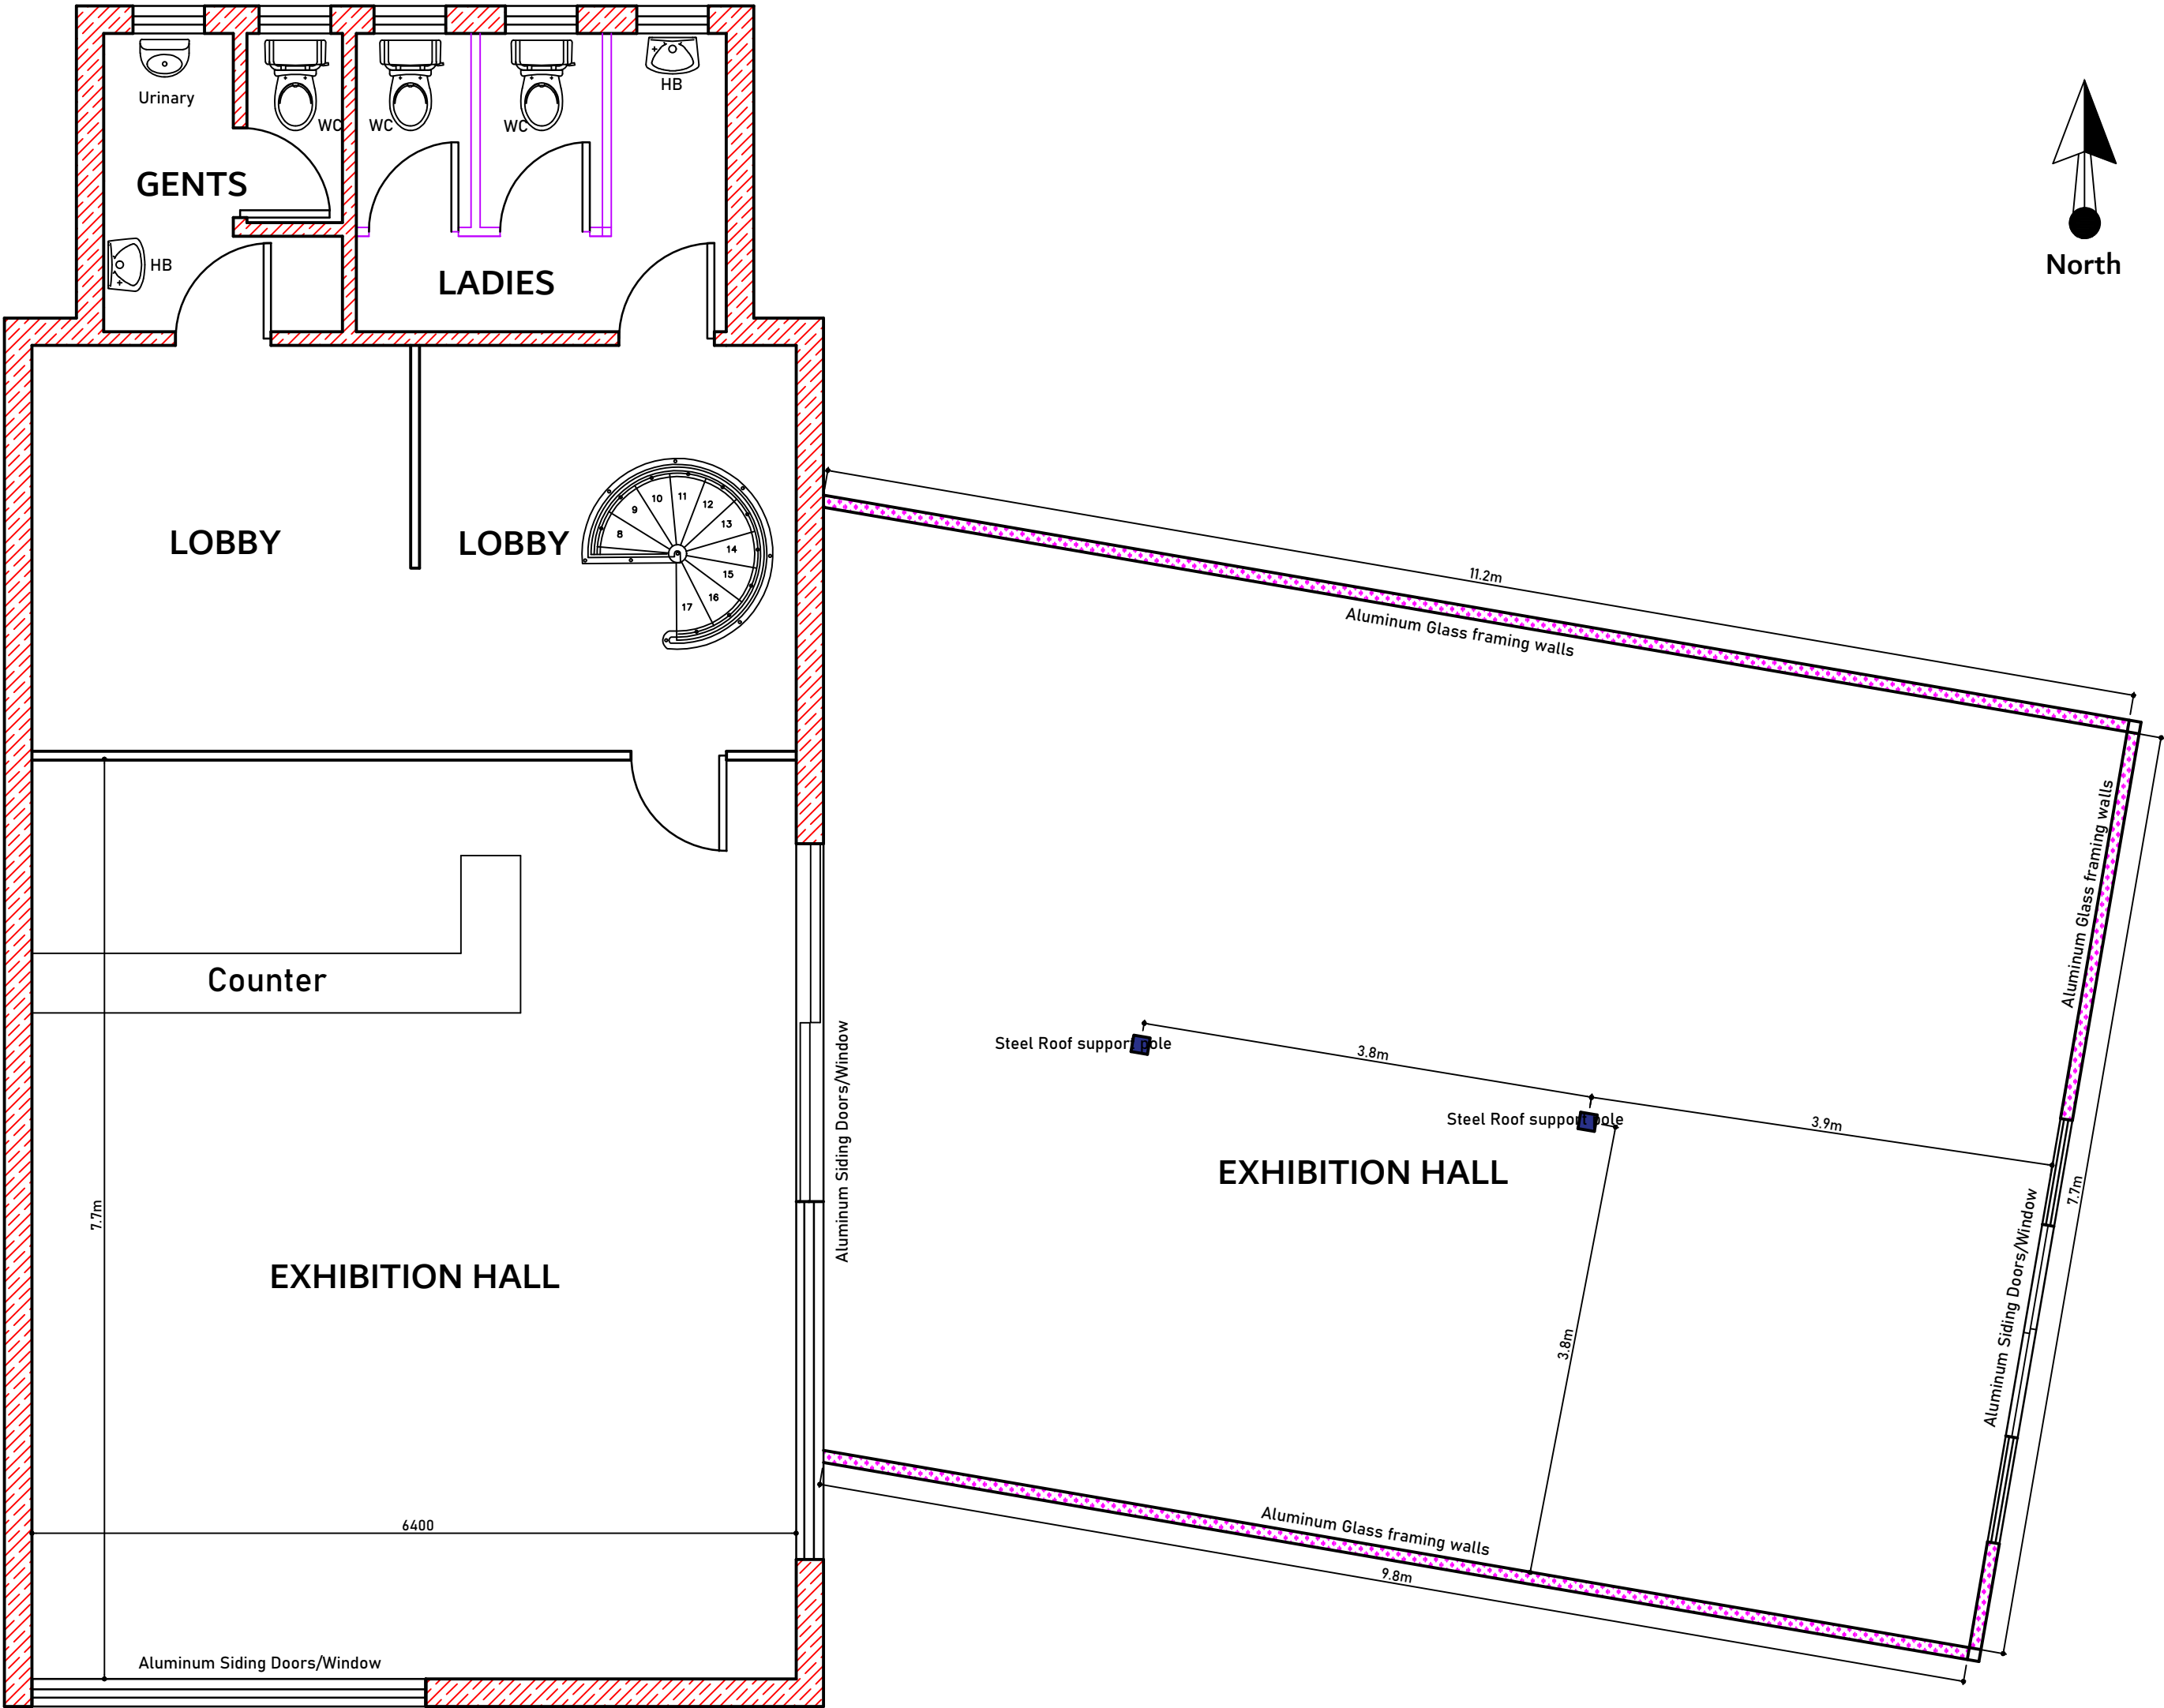 Urinary
WC
WC
WC
HB
GENTS
HB
LADIES
North
LOBBY
LOBBY
8
9
10
11
12
13
14
15
16
17
11.2m
Aluminum Glass framing walls
Aluminum Glass framing walls
Counter
Steel Roof support pole
3.8m
Steel Roof support pole
3.9m
EXHIBITION HALL
Aluminum Siding Doors/Window
7.7m
7.7m
Aluminum Siding Doors/Window
EXHIBITION HALL
3.8m
6400
Aluminum Glass framing walls
9.8m
Aluminum Siding Doors/Window